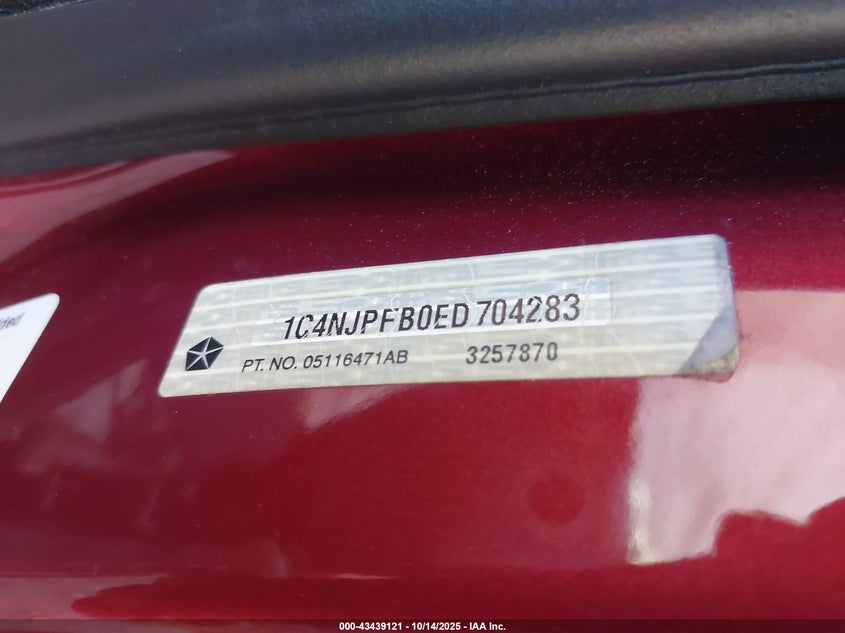 1C4NJPFB0ED704283
PT. NO. 05116471AB 3257870
000-43439121 - 10/14/2025 - IAA Inc.